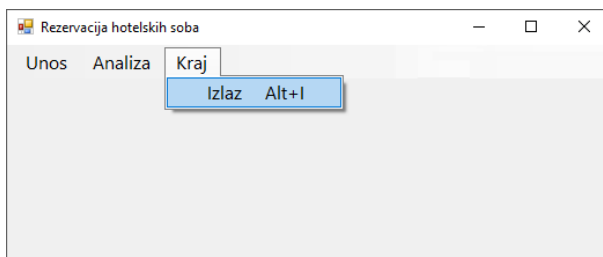 Rezervacija hotelskih soba
Unos Analiza Kraj
Izlaz Alt+I